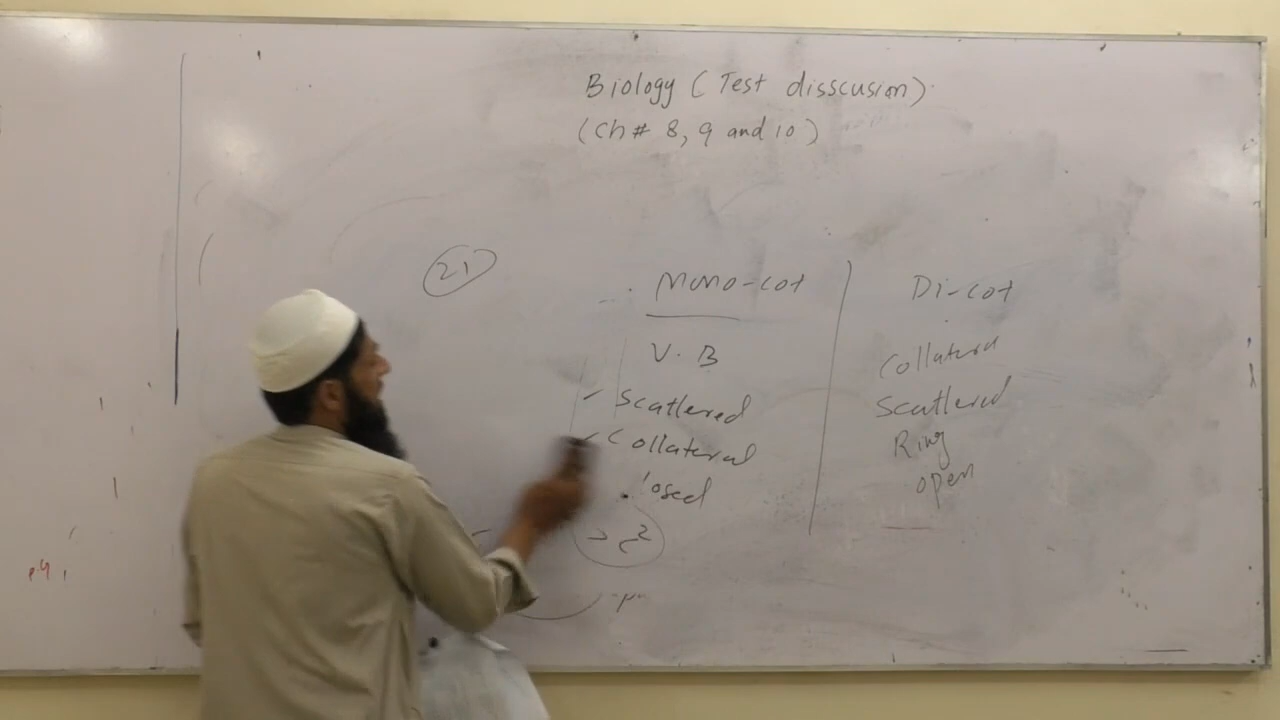 Biology (Test disscusion).
(Ch# 8, 9 and 10)
21
Mono-cot
Di-cot
V.B
Collateral
Scattered
Scattered
Collateral
Ring
losed
open